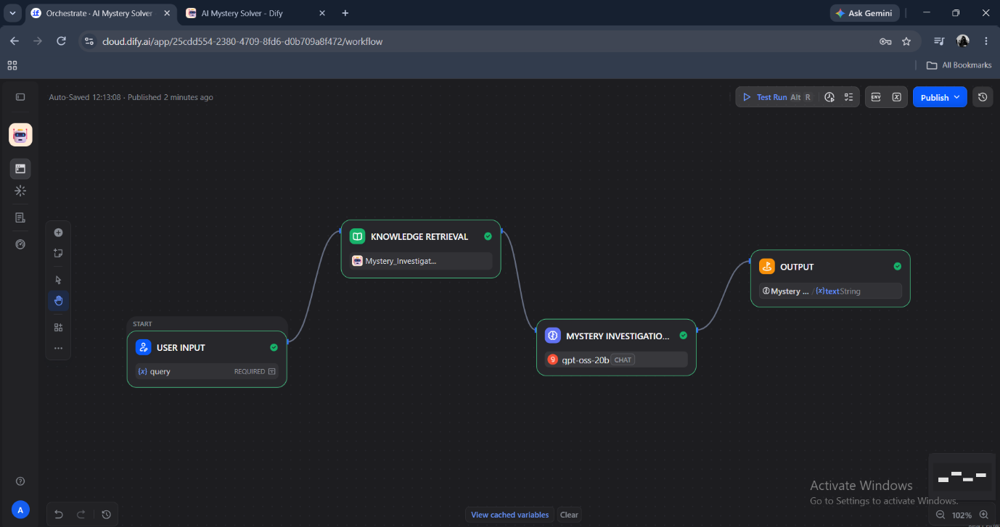 Orchestrate · AI Mystery Solver
AI Mystery Solver - Dify
Ask Gemini
cloud.dify.ai/app/25cdd554-2380-4709-8fd6-d0b709a8f472/workflow
All Bookmarks
Auto-Saved 12:13:08 · Published 2 minutes ago
Test Run Alt R
ENV
Publish
KNOWLEDGE RETRIEVAL
Mystery_Investigat...
OUTPUT
Mystery ... / (x) text String
START
USER INPUT
(x) query REQUIRED
MYSTERY INVESTIGATIO...
gpt-oss-20b CHAT
Activate Windows
Go to Settings to activate Windows.
A
View cached variables
Clear
102%